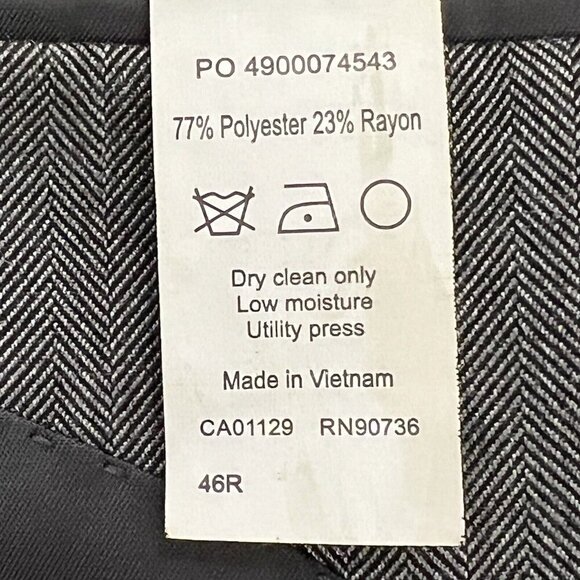 PO 4900074543
77% Polyester 23% Rayon
Dry clean only
Low moisture
Utility press
Made in Vietnam
CA01129 RN90736
46R